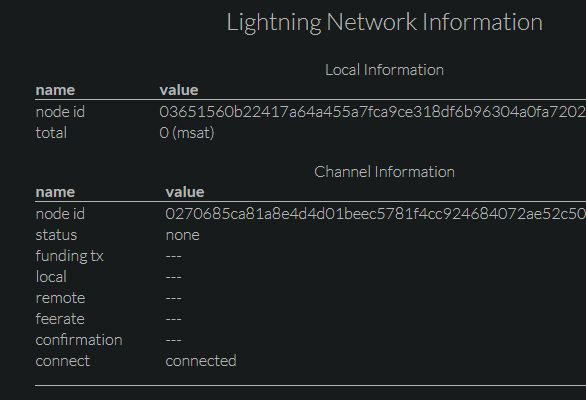 Lightning Network Information
Local Information
name value
node id 03651560b22417a64a455a7fca9ce318df6b96304a0fa7202
total 0 (msat)
Channel Information
name value
node id 0270685ca81a8e4d4d01beec5781f4cc924684072ae52c50
status none
funding tx ---
local ---
remote ---
feerate ---
confirmation ---
connect connected